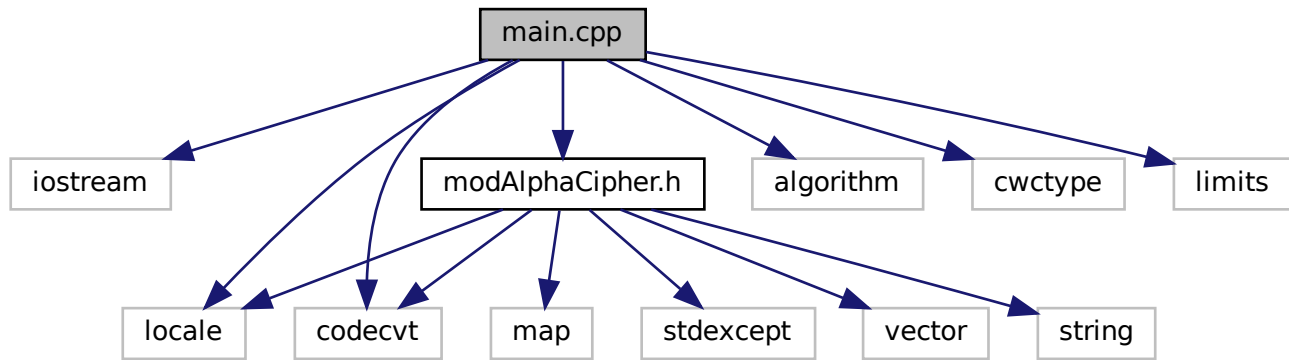 main.cpp
iostream
modAlphaCipher.h
algorithm
cwctype
limits
locale
codecvt
map
stdexcept
vector
string